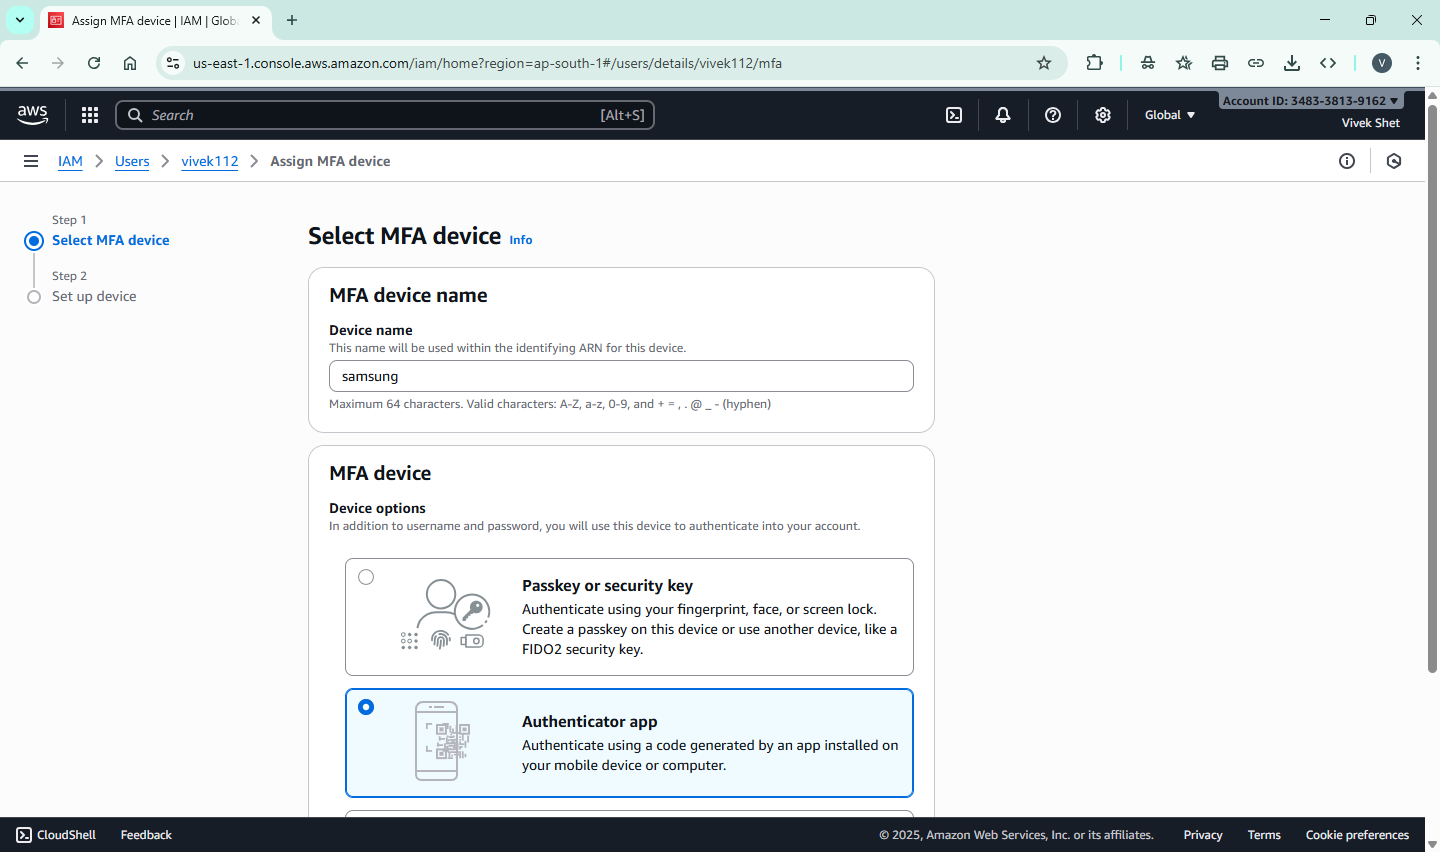 Assign MFA device | IAM | Glob
us-east-1.console.aws.amazon.com/iam/home?region=ap-south-1#/users/details/vivek112/mfa
V
aws
Search
[Alt+S]
Global
Account ID: 3483-3813-9162
Vivek Shet
IAM
Users
vivek112
Assign MFA device
Step 1
Select MFA device
Step 2
Set up device
Select MFA device Info
MFA device name
Device name
This name will be used within the identifying ARN for this device.
samsung
Maximum 64 characters. Valid characters: A-Z, a-z, 0-9, and + = , . @ _ - (hyphen)
MFA device
Device options
In addition to username and password, you will use this device to authenticate into your account.
Passkey or security key
Authenticate using your fingerprint, face, or screen lock.
Create a passkey on this device or use another device, like a
FIDO2 security key.
Authenticator app
Authenticate using a code generated by an app installed on
your mobile device or computer.
CloudShell
Feedback
© 2025, Amazon Web Services, Inc. or its affiliates.
Privacy
Terms
Cookie preferences